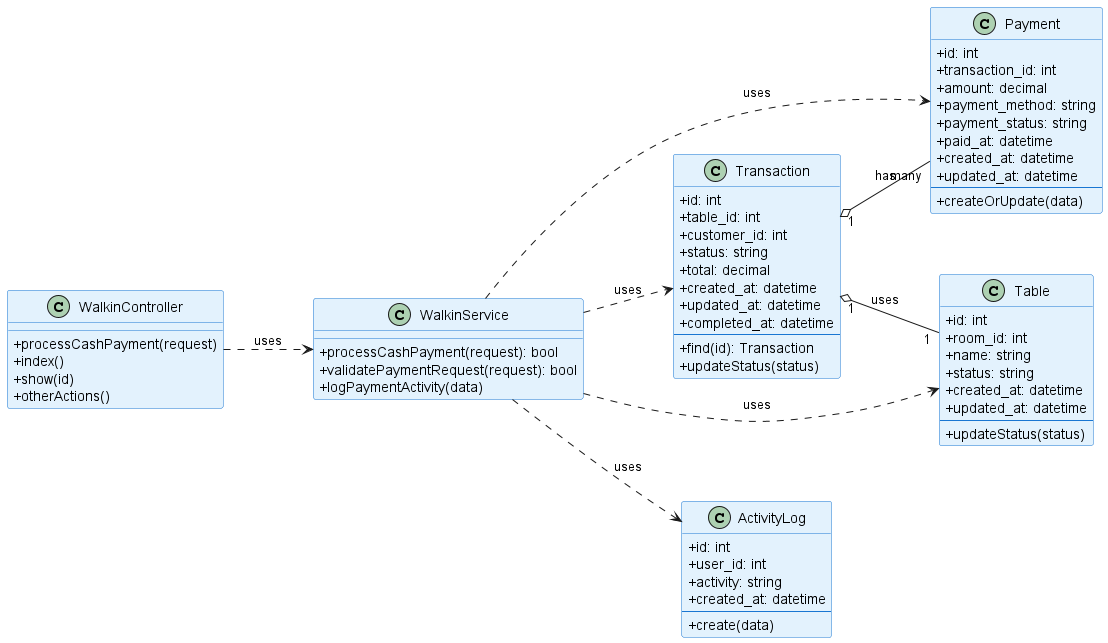 C WalkinController
+processCashPayment(request)
+index()
+show(id)
+otherActions()
uses
C WalkinService
+processCashPayment(request): bool
+validatePaymentRequest(request): bool
+logPaymentActivity(data)
uses
uses
uses
uses
C Transaction
+id: int
+table_id: int
+customer_id: int
+status: string
+total: decimal
+created_at: datetime
+updated_at: datetime
+completed_at: datetime
+find(id): Transaction
+updateStatus(status)
has
many
1
1
uses
1
C Payment
+id: int
+transaction_id: int
+amount: decimal
+payment_method: string
+payment_status: string
+paid_at: datetime
+created_at: datetime
+updated_at: datetime
+createOrUpdate(data)
C Table
+id: int
+room_id: int
+name: string
+status: string
+created_at: datetime
+updated_at: datetime
+updateStatus(status)
C ActivityLog
+id: int
+user_id: int
+activity: string
+created_at: datetime
+create(data)